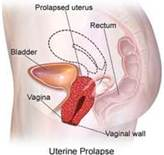 Prolapsed uterus
Rectum
Bladder
Vagina
Vaginal wall
Uterine Prolapse